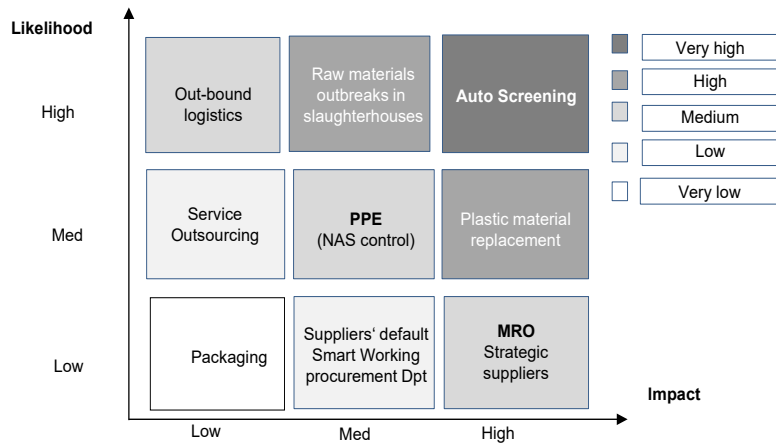 Likelihood
High
Out-bound
logistics
Raw materials
outbreaks in
slaughterhouses
Auto Screening
Very high
High
Medium
Low
Very low
Med
Service
Outsourcing
PPE
(NAS control)
Plastic material
replacement
Low
Packaging
Suppliers‘ default
Smart Working
procurement Dpt
MRO
Strategic
suppliers
Impact
Low
Med
High